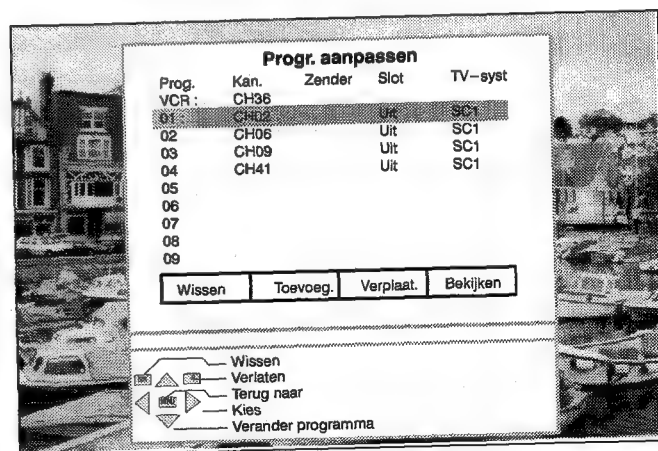 Progr. aanpassen
Prog. Kan. Zender Slot TV-syst
VCR : CH36
01 : CH02 Uit SC1
02 CH06 Uit SC1
03 CH09 Uit SC1
04 CH41 Uit SC1
05
06
07
08
09
Wissen Toevoeg. Verplaat. Bekijken
Wissen
Verlaten
Terug naar
Kies
Verander programma